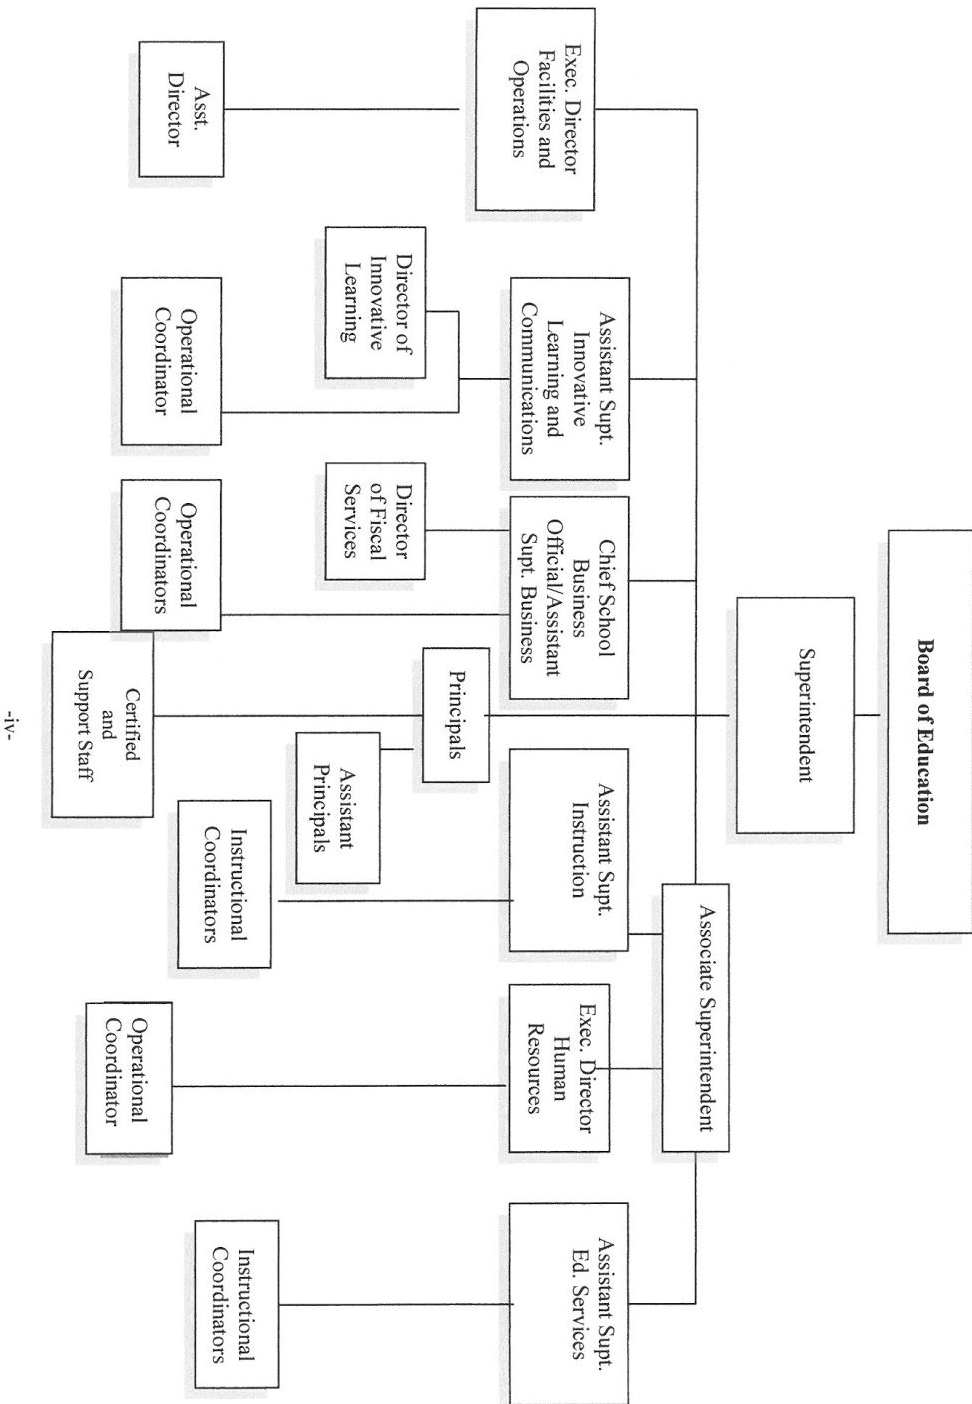 Board of Education
Superintendent
Associate Superintendent
Exec. Director
Facilities and
Operations
Assistant Supt.
Innovative
Learning and
Communications
Chief School
Business
Official/Assistant
Supt. Business
Assistant Supt.
Instruction
Exec. Director
Human
Resources
Assistant Supt.
Ed. Services
Principals
Director of
Innovative
Learning
Director
of Fiscal
Services
Assistant
Principals
Asst.
Director
Operational
Coordinator
Operational
Coordinators
Instructional
Coordinators
Operational
Coordinator
Instructional
Coordinators
Certified
and
Support Staff
-iv-